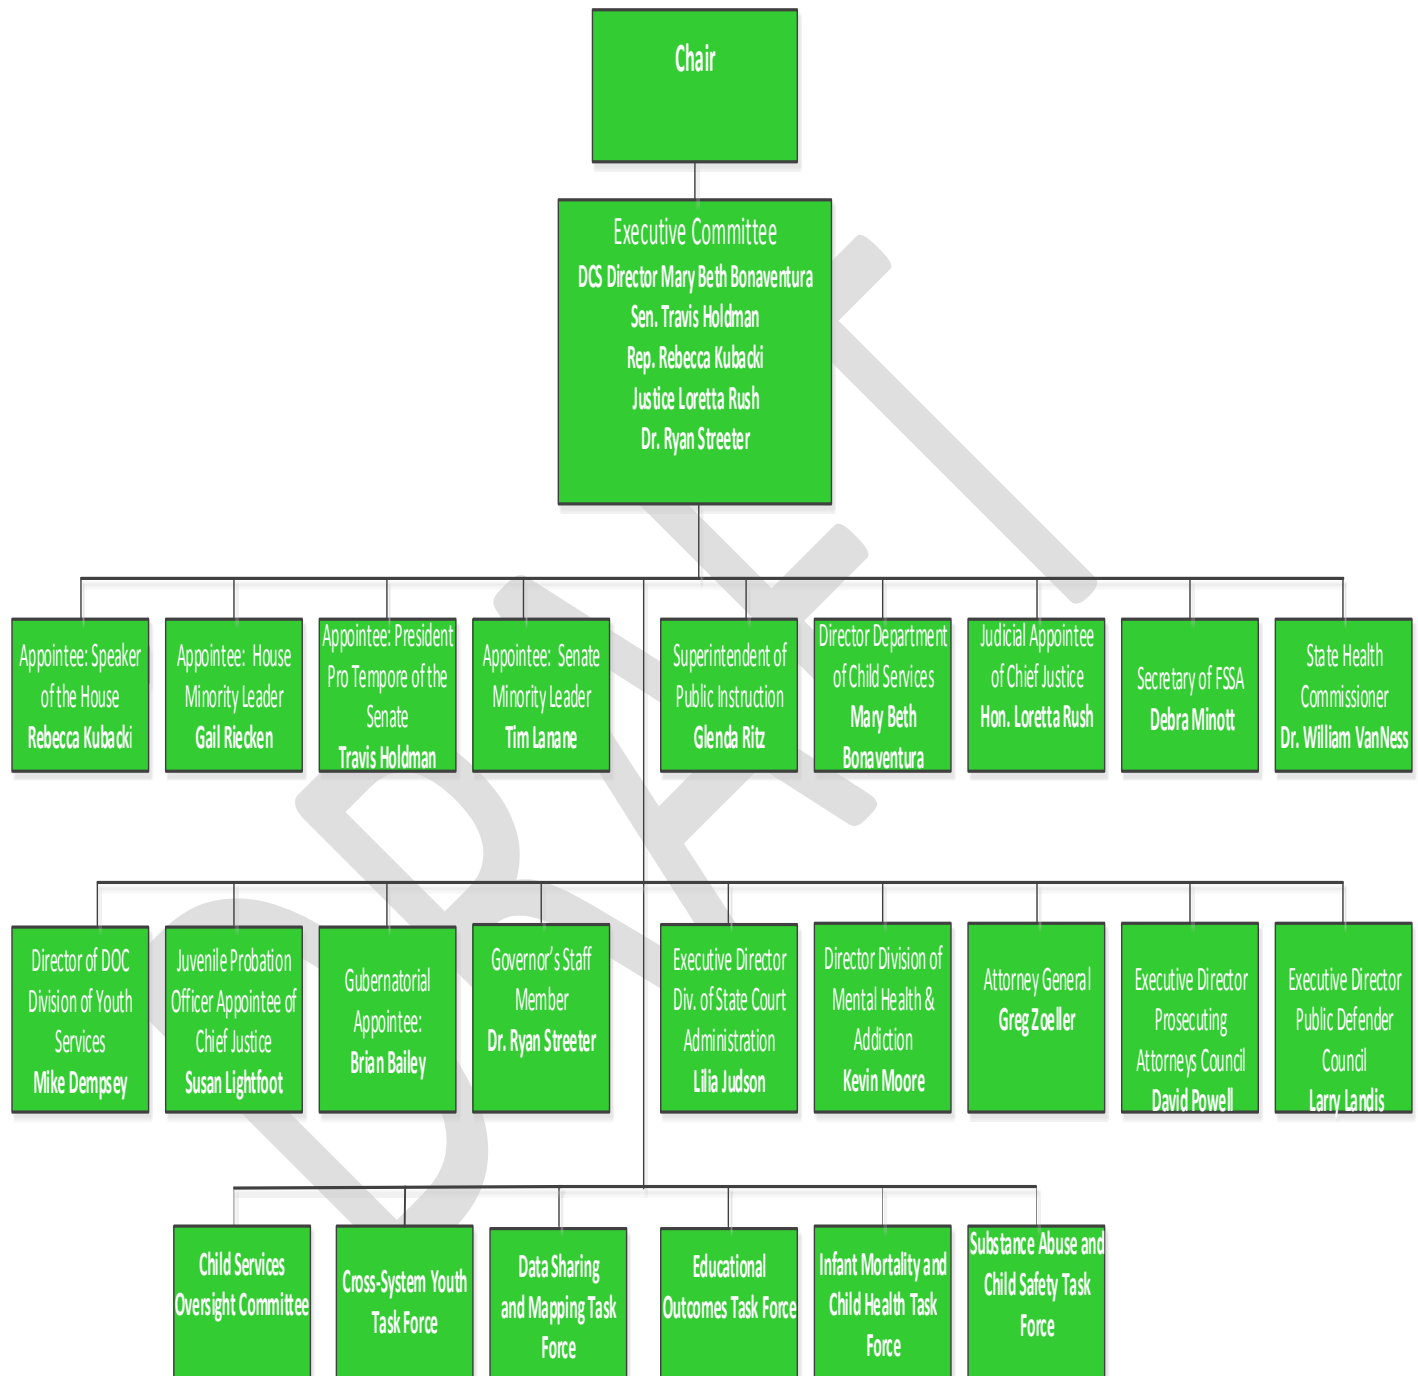 Chair
Executive Committee
DCS Director Mary Beth Bonaventura
Sen. Travis Holdman
Rep. Rebecca Kubacki
Justice Loretta Rush
Dr. Ryan Streeter
Appointee: Speaker
of the House
Rebecca Kubacki
Appointee: House
Minority Leader
Gail Riecken
Appointee: President
Pro Tempore of the
Senate
Travis Holdman
Appointee: Senate
Minority Leader
Tim Lanane
Superintendent of
Public Instruction
Glenda Ritz
Director Department
of Child Services
Mary Beth
Bonaventura
Judicial Appointee
of Chief Justice
Hon. Loretta Rush
Secretary of FSSA
Debra Minott
State Health
Commissioner
Dr. William VanNess
Director of DOC
Division of Youth
Services
Mike Dempsey
Juvenile Probation
Officer Appointee of
Chief Justice
Susan Lightfoot
Gubernatorial
Appointee:
Brian Bailey
Governor's Staff
Member
Dr. Ryan Streeter
Executive Director
Div. of State Court
Administration
Lilia Judson
Director Division of
Mental Health &
Addiction
Kevin Moore
Attorney General
Greg Zoeller
Executive Director
Prosecuting
Attorneys Council
David Powell
Executive Director
Public Defender
Council
Larry Landis
Child Services
Oversight Committee
Cross-System Youth
Task Force
Data Sharing
and Mapping Task
Force
Educational
Outcomes Task Force
Infant Mortality and
Child Health Task
Force
Substance Abuse and
Child Safety Task
Force
DRAFT